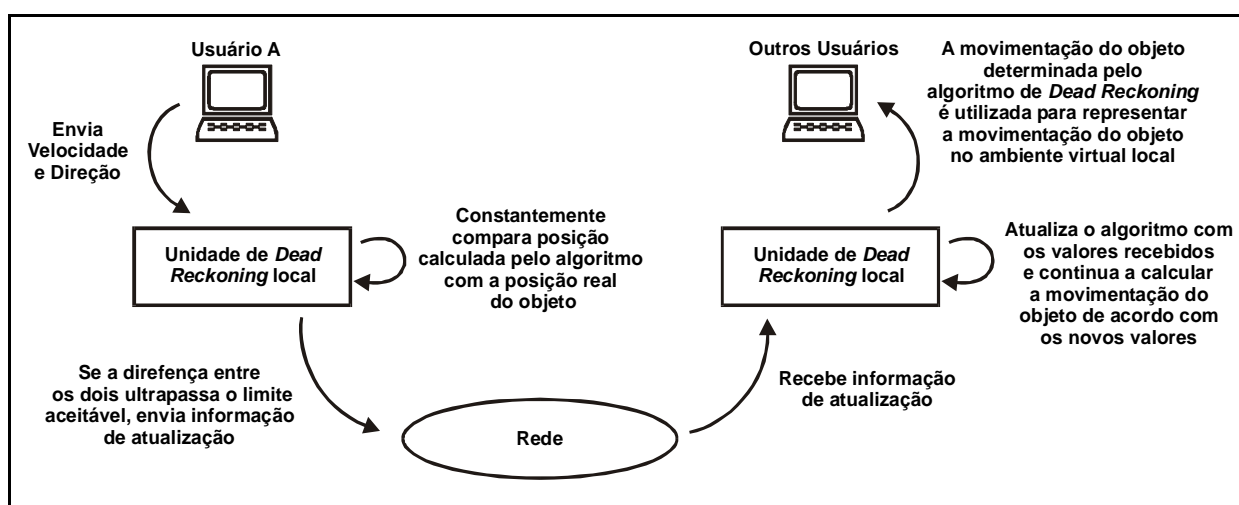 Usuário A
Envia
Velocidade
e Direção
Unidade de Dead
Reckoning local
Constantemente
compara posição
calculada pelo algoritmo
com a posição real
do objeto
Se a direfença entre
os dois ultrapassa o limite
aceitável, envia informação
de atualização
Rede
Recebe informação
de atualização
Unidade de Dead
Reckoning local
Atualiza o algoritmo com
os valores recebidos
e continua a calcular
a movimentação do
objeto de acordo com
os novos valores
Outros Usuários
A movimentação do objeto
determinada pelo
algoritmo de Dead Reckoning
é utilizada para representar
a movimentação do objeto
no ambiente virtual local